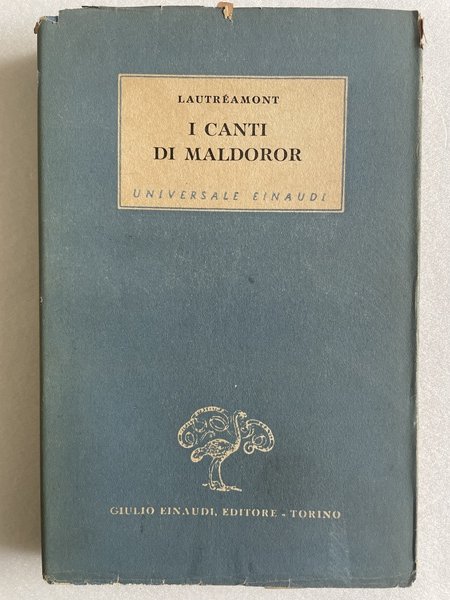 LAUTRÉAMONT
I CANTI
DI MALDOROR
UNIVERSALE EINAUDI
GIULIO EINAUDI, EDITORE - TORINO